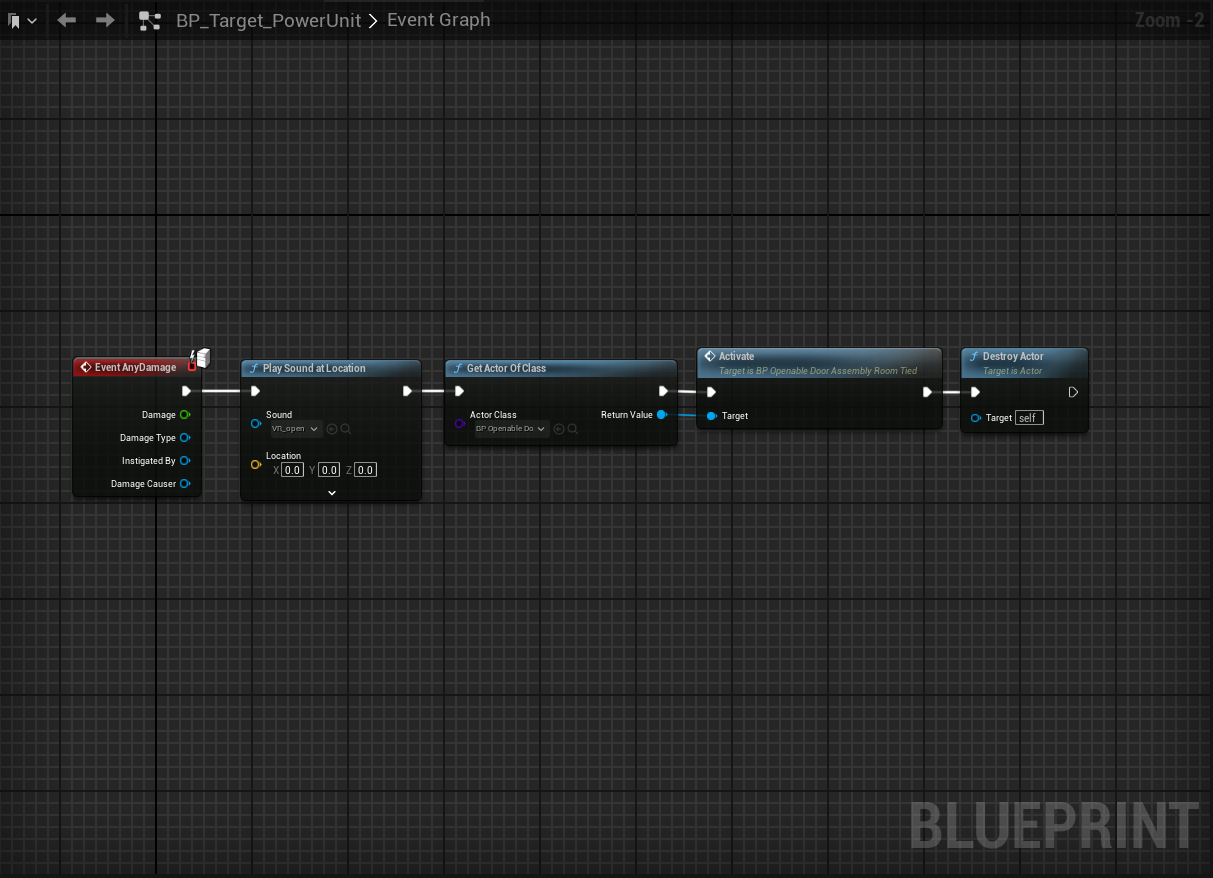 BP_Target_PowerUnit > Event Graph
Zoom -2
Event AnyDamage
Damage
Damage Type
Instigated By
Damage Causer
Play Sound at Location
Sound
VR_open
Location
X 0.0 Y 0.0 Z 0.0
Get Actor Of Class
Actor Class
BP Openable Do
Return Value
Activate
Target is BP Openable Door Assembly Room Tied
Target
Destroy Actor
Target is Actor
Target self
BLUEPRINT